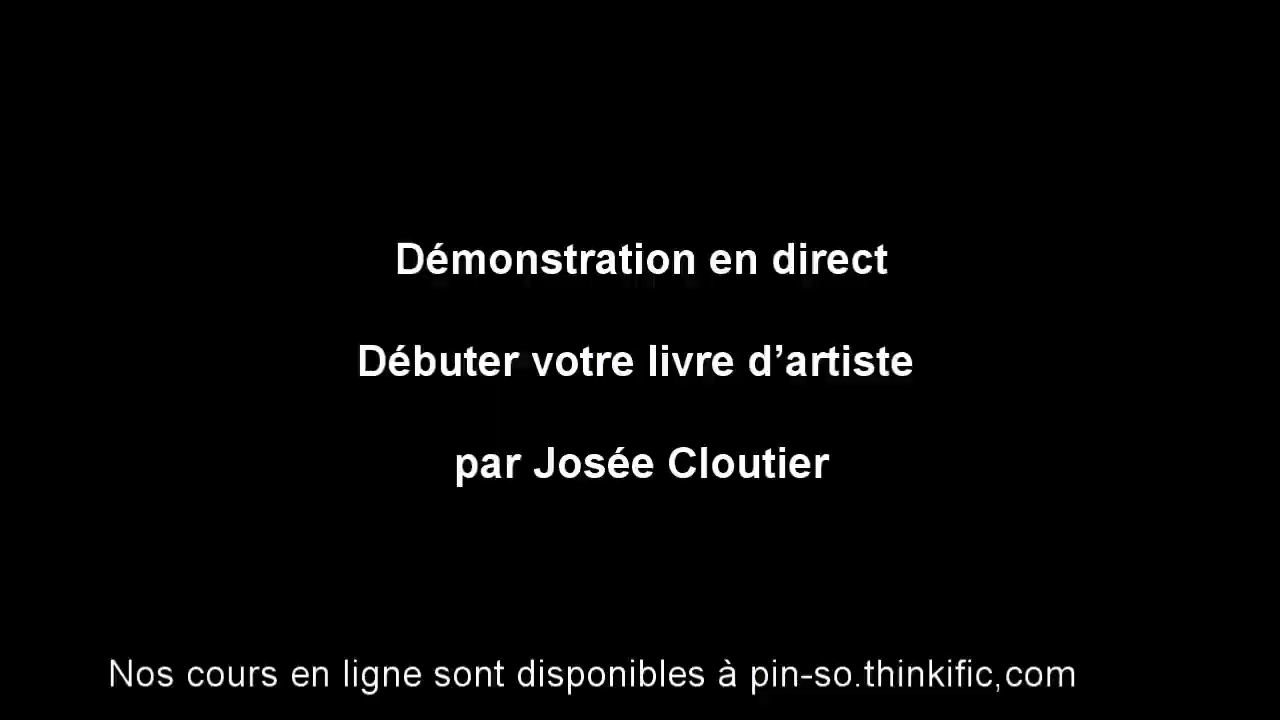 Démonstration en direct
Débuter votre livre d’artiste
par Josée Cloutier
Nos cours en ligne sont disponibles à pin-so.thinkific,com